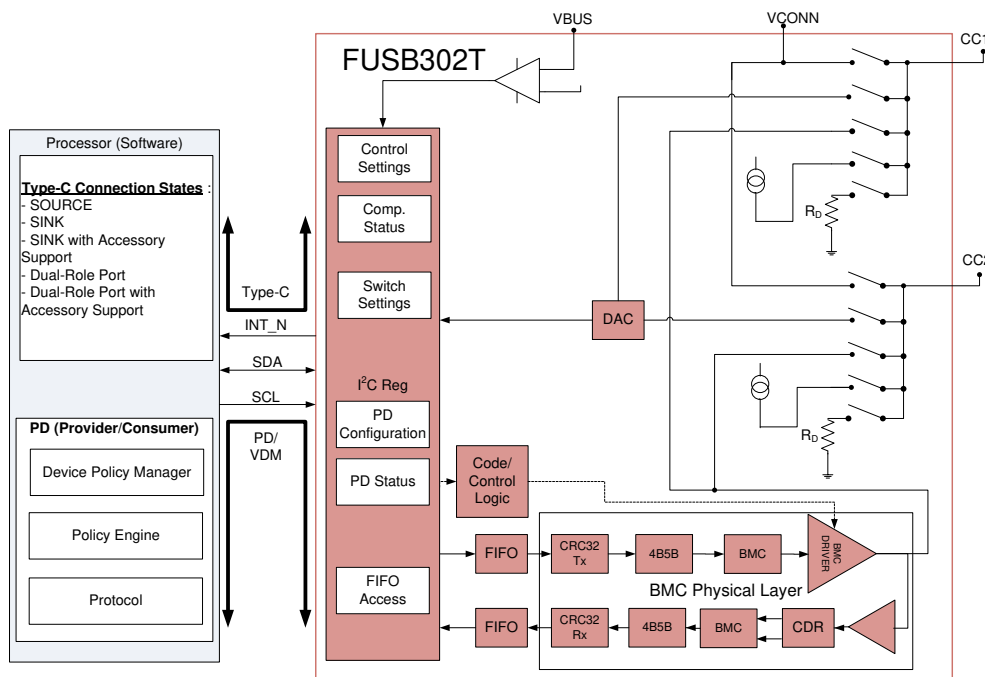 VBUS
VCONN
CC1
FUSB302T
Processor (Software)
Type-C Connection States :
- SOURCE
- SINK
- SINK with Accessory
Support
- Dual-Role Port
- Dual-Role Port with
Accessory Support
Type-C
INT_N
SDA
SCL
PD/
VDM
PD (Provider/Consumer)
Device Policy Manager
Policy Engine
Protocol
Control
Settings
Comp.
Status
Switch
Settings
I²C Reg
PD
Configuration
PD Status
FIFO
Access
DAC
RD
CC2
RD
Code/
Control
Logic
FIFO
CRC32
Tx
4B5B
BMC
BMC
DRIVER
BMC Physical Layer
FIFO
CRC32
Rx
4B5B
BMC
CDR